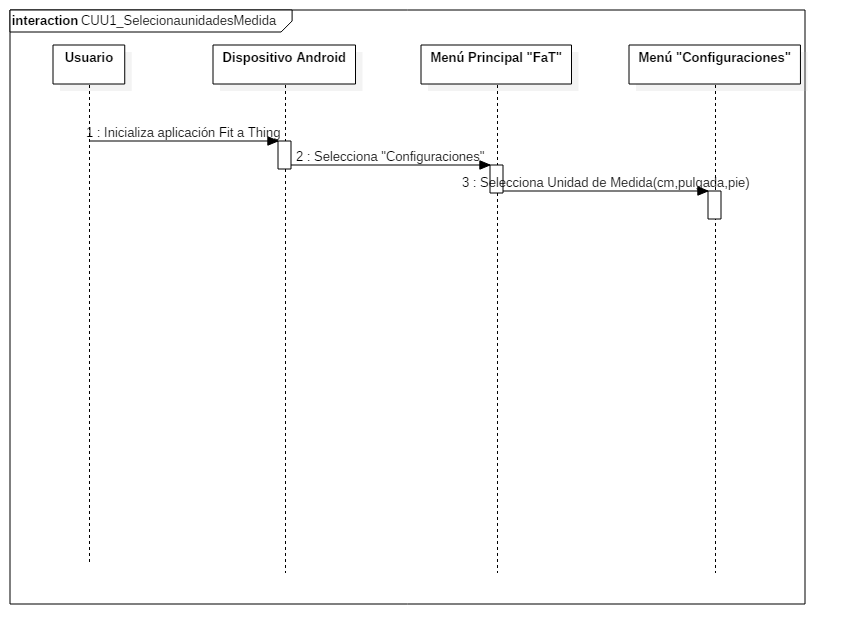 interaction CUU1_SelecionaunidadesMedida
Usuario
Dispositivo Android
Menú Principal "FaT"
Menú "Configuraciones"
1 : Inicializa aplicación Fit a Thing
2 : Selecciona "Configuraciones"
3 : Selecciona Unidad de Medida(cm,pulgada,pie)